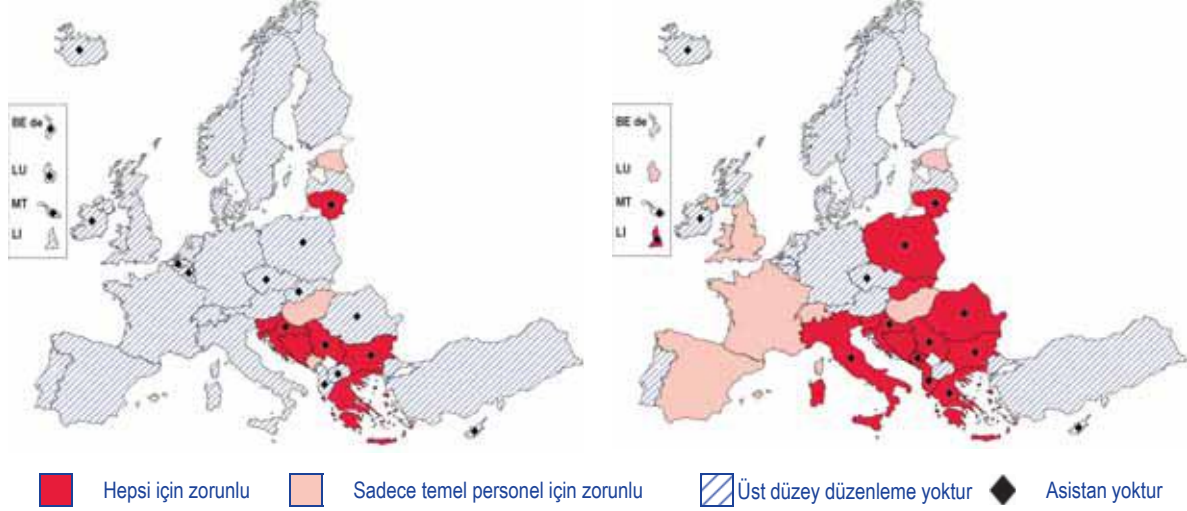 BE de
LU
MT
LI
BE de
LU
MT
LI
Hepsi için zorunlu
Sadece temel personel için zorunlu
Üst düzey düzenleme yoktur
Asistan yoktur